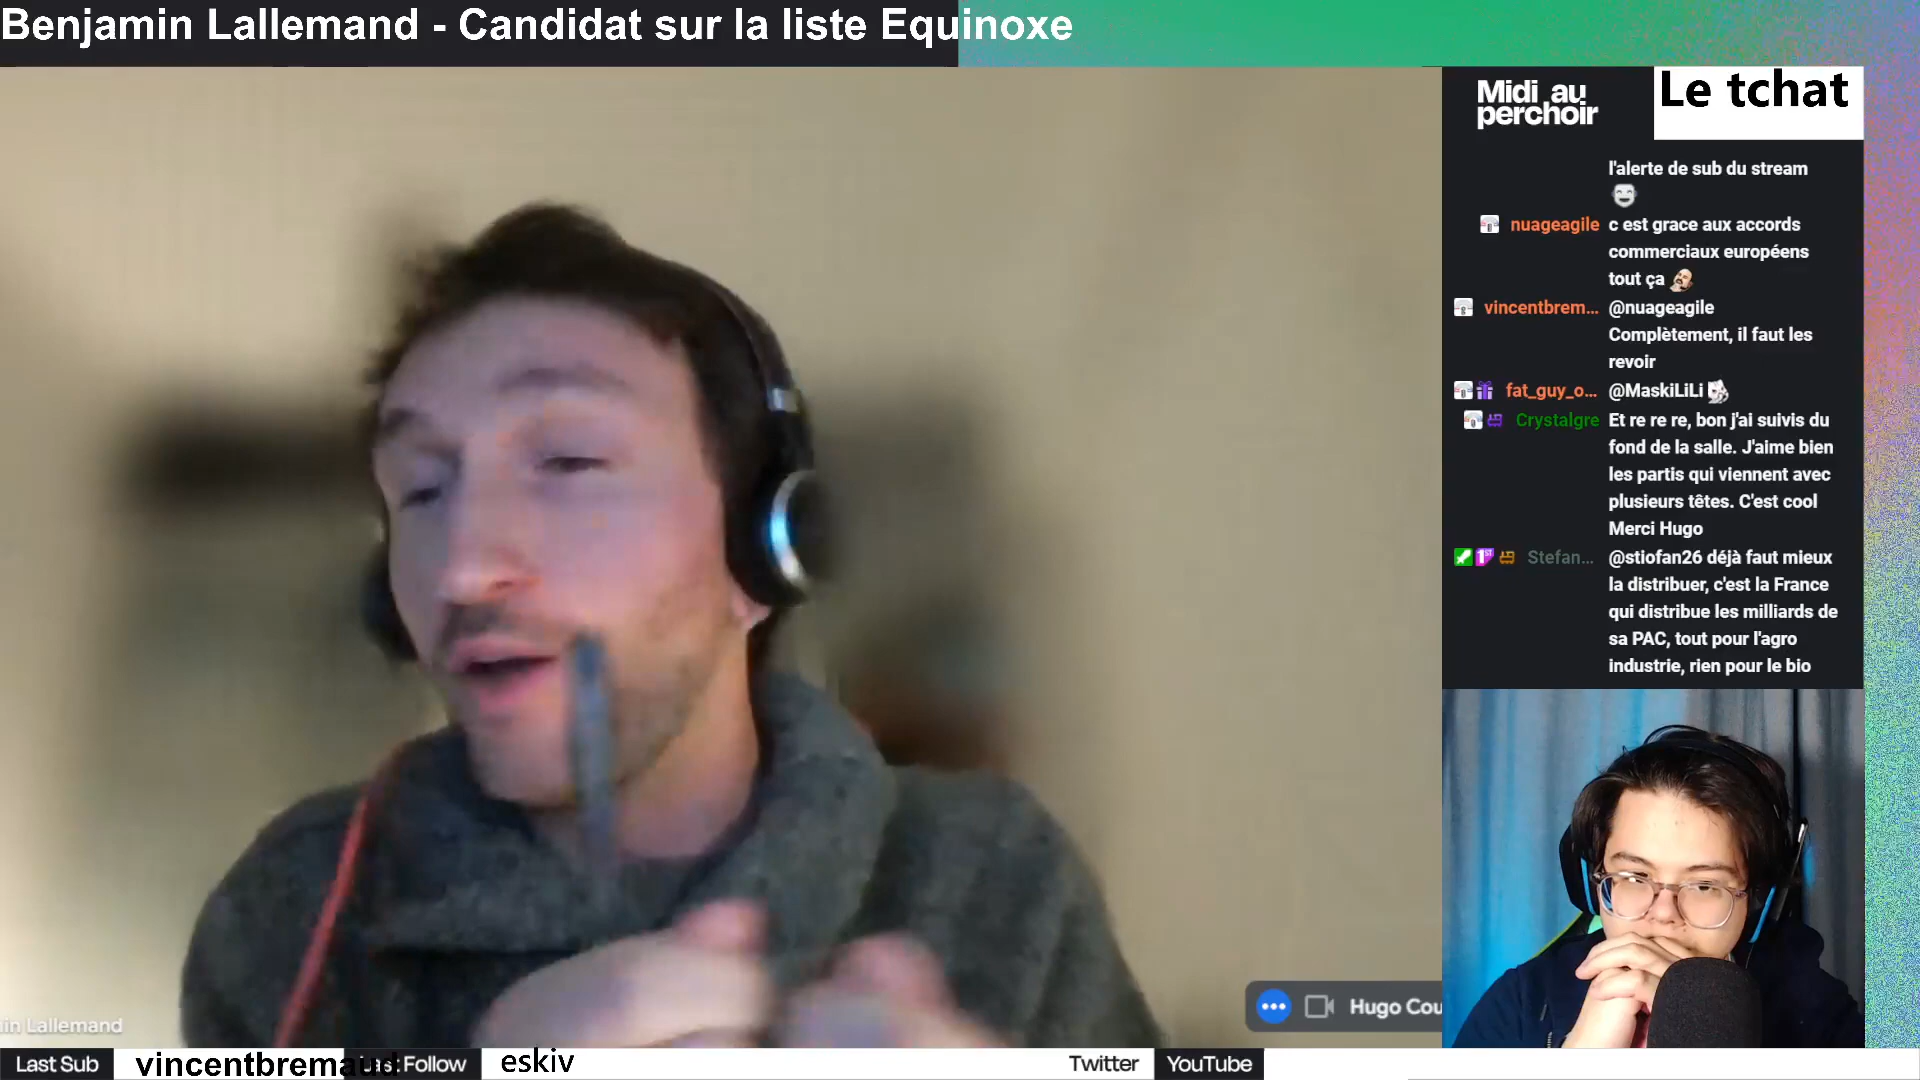 Benjamin Lallemand - Candidat sur la liste Equinoxe
Midi au
perchoir
Le tchat
l'alerte de sub du stream
nuageagile c est grace aux accords
commerciaux européens
tout ça
vincentbrem... @nuageagile
Complètement, il faut les
revoir
fat_guy_o... @MaskiLiLi
Crystalgre Et re re re, bon j'ai suivis du
fond de la salle. J'aime bien
les partis qui viennent avec
plusieurs têtes. C'est cool
Merci Hugo
Stefan... @stiofan26 déjà faut mieux
la distribuer, c'est la France
qui distribue les milliards de
sa PAC, tout pour l'agro
industrie, rien pour le bio
Hugo Cou
in Lallemand
Last Sub vincentbremaud Last Follow eskiv Twitter YouTube